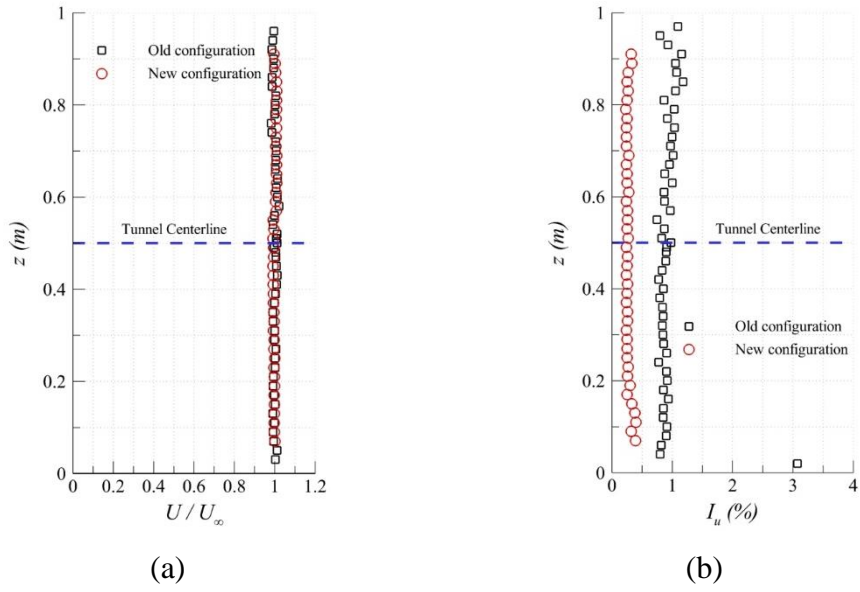 1
Old configuration
New configuration
0.8
0.6
Tunnel Centerline
z (m)
0.4
0.2
0
0 0.2 0.4 0.6 0.8 1 1.2
U / U∞
(a)
1
0.8
0.6
Tunnel Centerline
z (m)
0.4
Old configuration
New configuration
0.2
0
0 1 2 3 4
Iu (%)
(b)